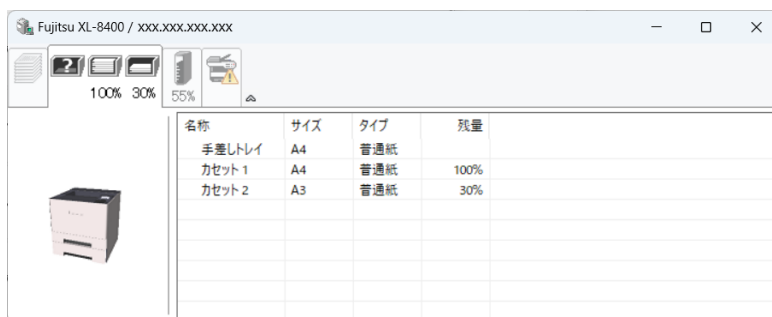 Fujitsu XL-8400 / xxx.xxx.xxx.xxx
?
100% 30% 55%
名称 サイズ タイプ 残量
手差しトレイ A4 普通紙
カセット 1 A4 普通紙 100%
カセット 2 A3 普通紙 30%